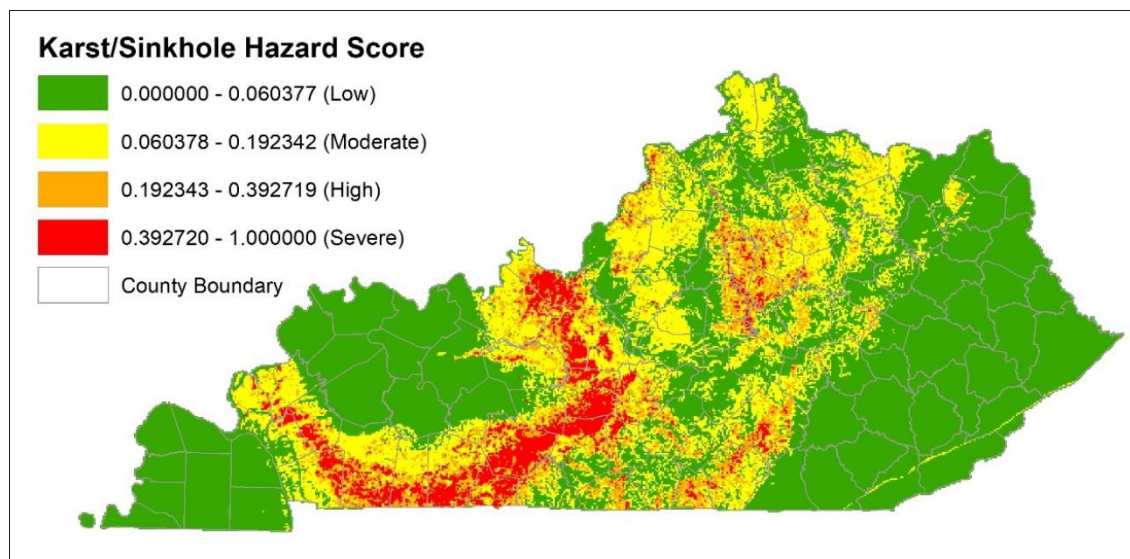 Karst/Sinkhole Hazard Score
0.000000 - 0.060377 (Low)
0.060378 - 0.192342 (Moderate)
0.192343 - 0.392719 (High)
0.392720 - 1.000000 (Severe)
County Boundary